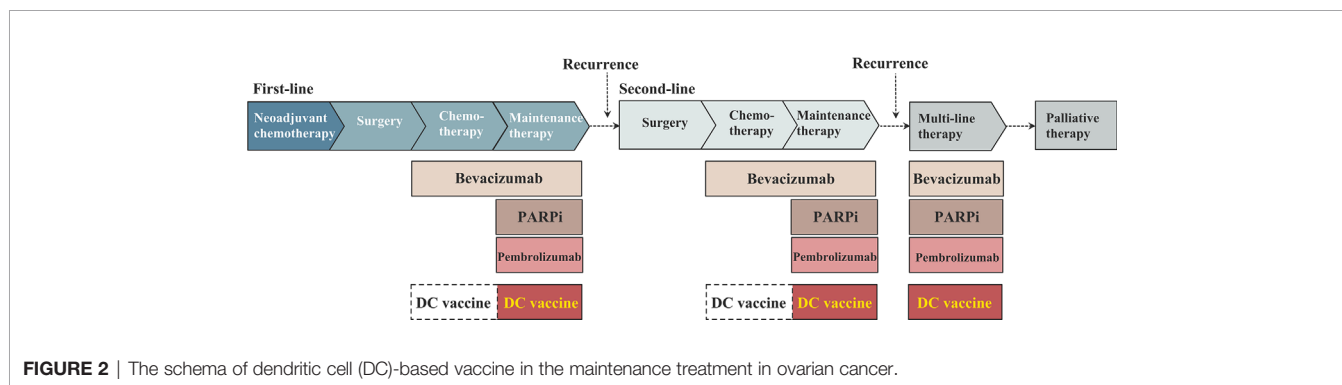 Recurrence
Recurrence
First-line
Second-line
Neoadjuvant
chemotherapy
Surgery
Chemo-
therapy
Maintenance
therapy
Surgery
Chemo-
therapy
Maintenance
therapy
Multi-line
therapy
Palliative
therapy
Bevacizumab
Bevacizumab
Bevacizumab
PARPi
PARPi
PARPi
Pembrolizumab
Pembrolizumab
Pembrolizumab
DC vaccine
DC vaccine
DC vaccine
DC vaccine
DC vaccine
FIGURE 2 | The schema of dendritic cell (DC)-based vaccine in the maintenance treatment in ovarian cancer.